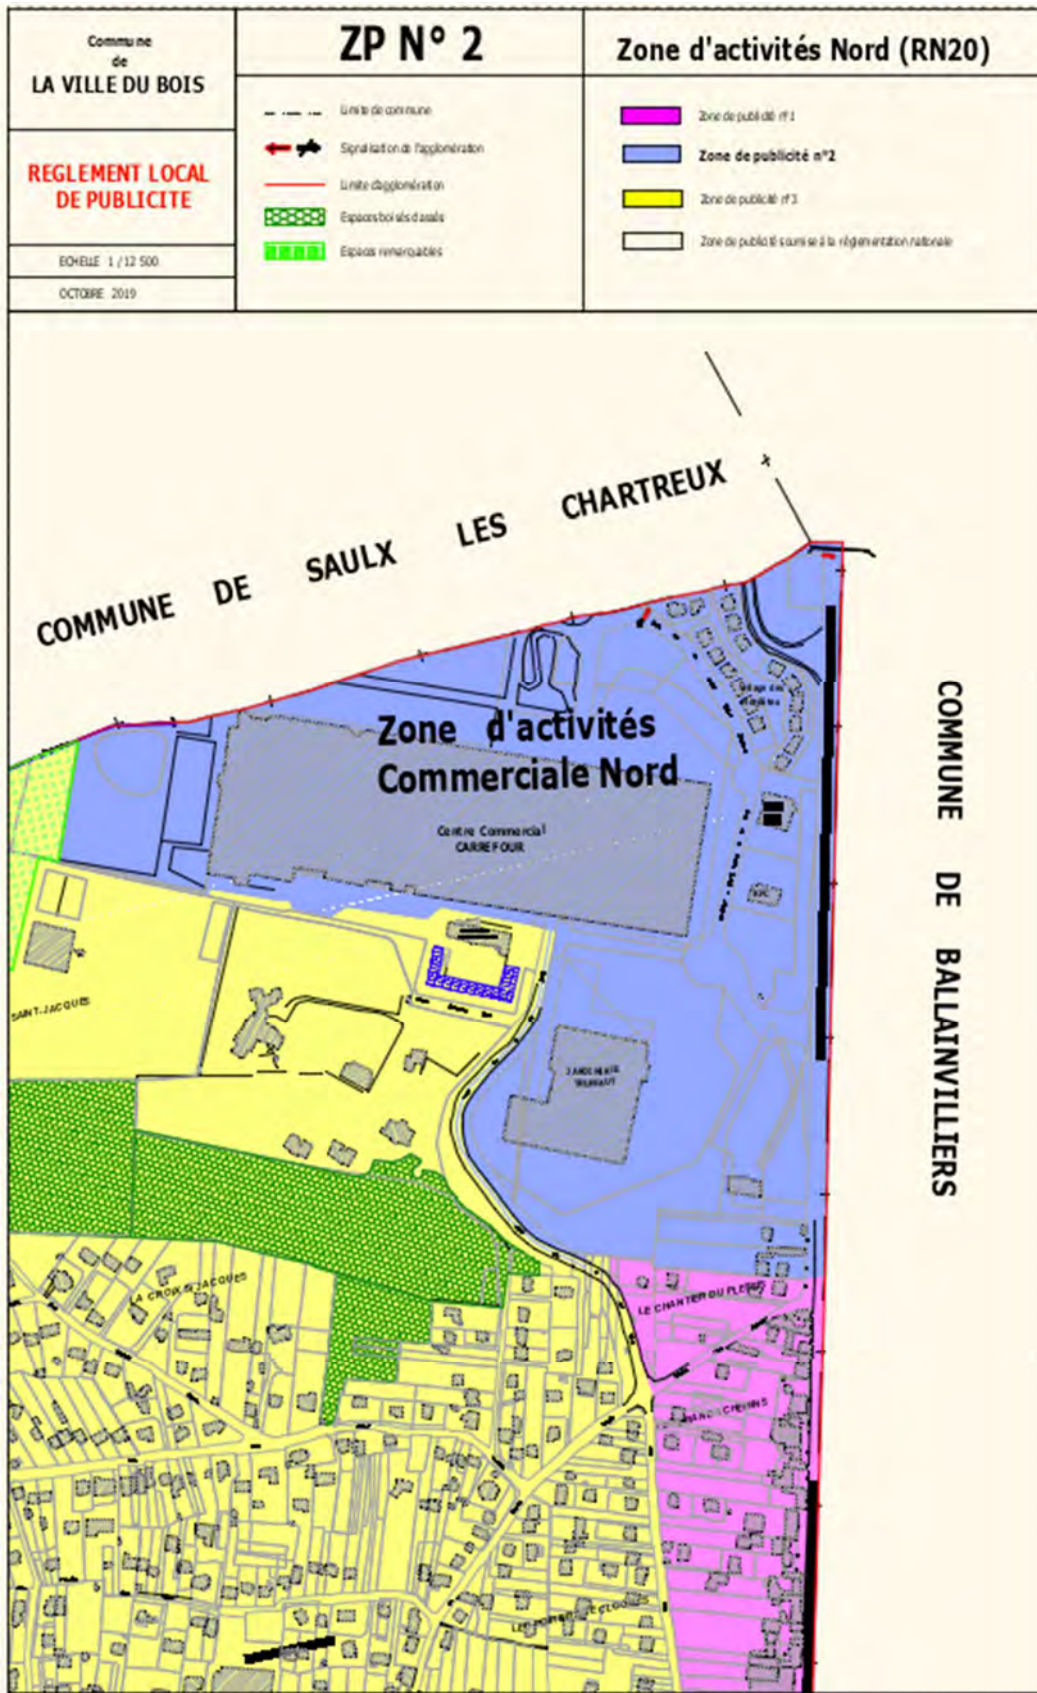 Commune
de
LA VILLE DU BOIS
REGLEMENT LOCAL
DE PUBLICITE
ECHELLE 1 / 12 500
OCTOBRE 2019
ZP N° 2
Limite de commune
Signalisation de l'agglomération
Limite d'agglomération
Espaces boisés classés
Espaces remarquables
Zone d'activités Nord (RN20)
Zone de publicité n°1
Zone de publicité n°2
Zone de publicité n°3
Zone de publicité soumise à la réglementation nationale
COMMUNE DE SAULX LES CHARTREUX
COMMUNE DE BALLAINVILLIERS
Zone d'activités
Commerciale Nord
Centre Commercial
CARREFOUR
SAINT-JACQUES
LA CROIX ST JACQUES
LE CHANTIER DU PLESSIS